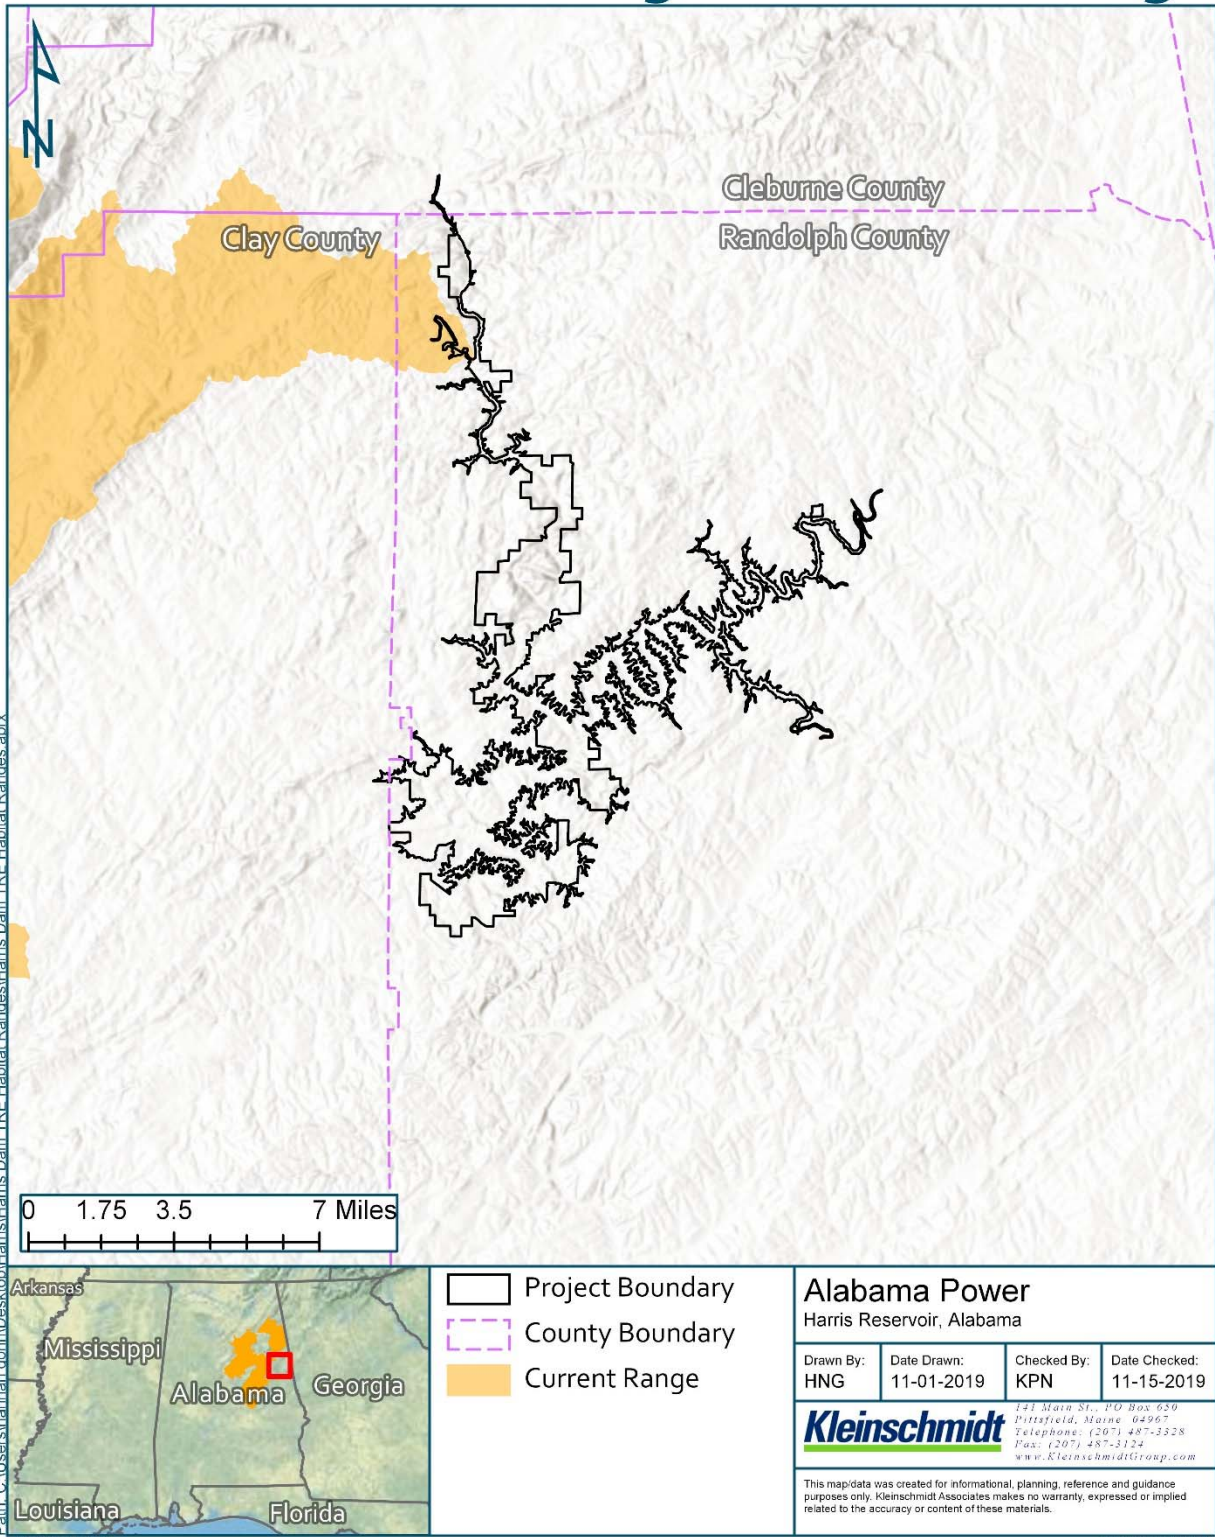 N
Cleburne County
Clay County
Randolph County
0 1.75 3.5 7 Miles
Arkansas
Mississippi
Alabama
Georgia
Louisiana
Florida
Project Boundary
County Boundary
Current Range
Alabama Power
Harris Reservoir, Alabama
Drawn By:
HNG
Date Drawn:
11-01-2019
Checked By:
KPN
Date Checked:
11-15-2019
Kleinschmidt
141 Main St., PO Box 650
Pittsfield, Maine 04967
Telephone: (207) 487-3328
Fax: (207) 487-3124
www.KleinschmidtGroup.com
This map/data was created for informational, planning, reference and guidance
purposes only. Kleinschmidt Associates makes no warranty, expressed or implied
related to the accuracy or content of these materials.